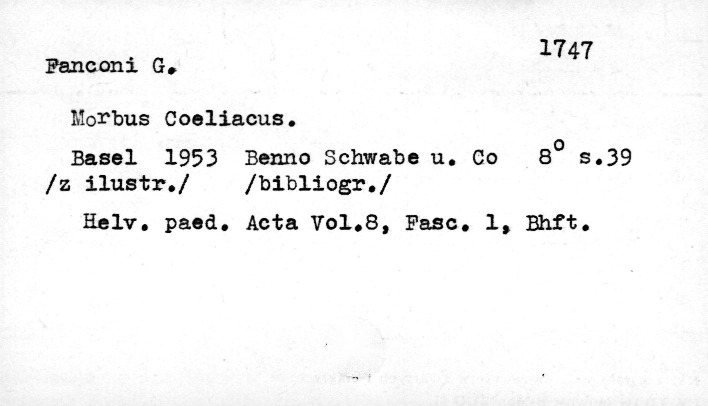 1747
Fanconi G.
Morbus Coeliacus.
Basel 1953 Benno Schwabe u. Co 8° s.39
/z ilustr./ /bibliogr./
Helv. paed. Acta Vol.8, Fasc. 1, Bhft.